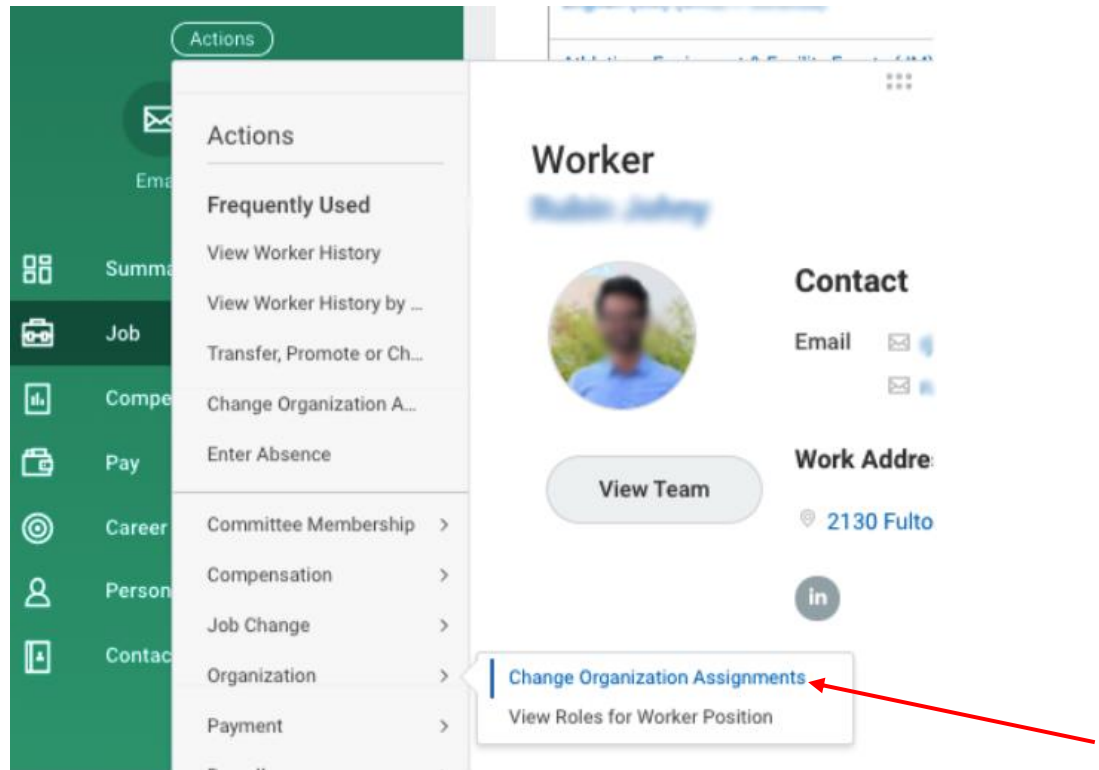 Actions
Actions
Frequently Used
View Worker History
View Worker History by ...
Transfer, Promote or Ch...
Change Organization A...
Enter Absence
Committee Membership
Compensation
Job Change
Organization
Payment
Ema
Summa
Job
Compe
Pay
Career
Person
Contac
Worker
Contact
Email
View Team
Work Addre
2130 Fulto
in
Change Organization Assignments
View Roles for Worker Position